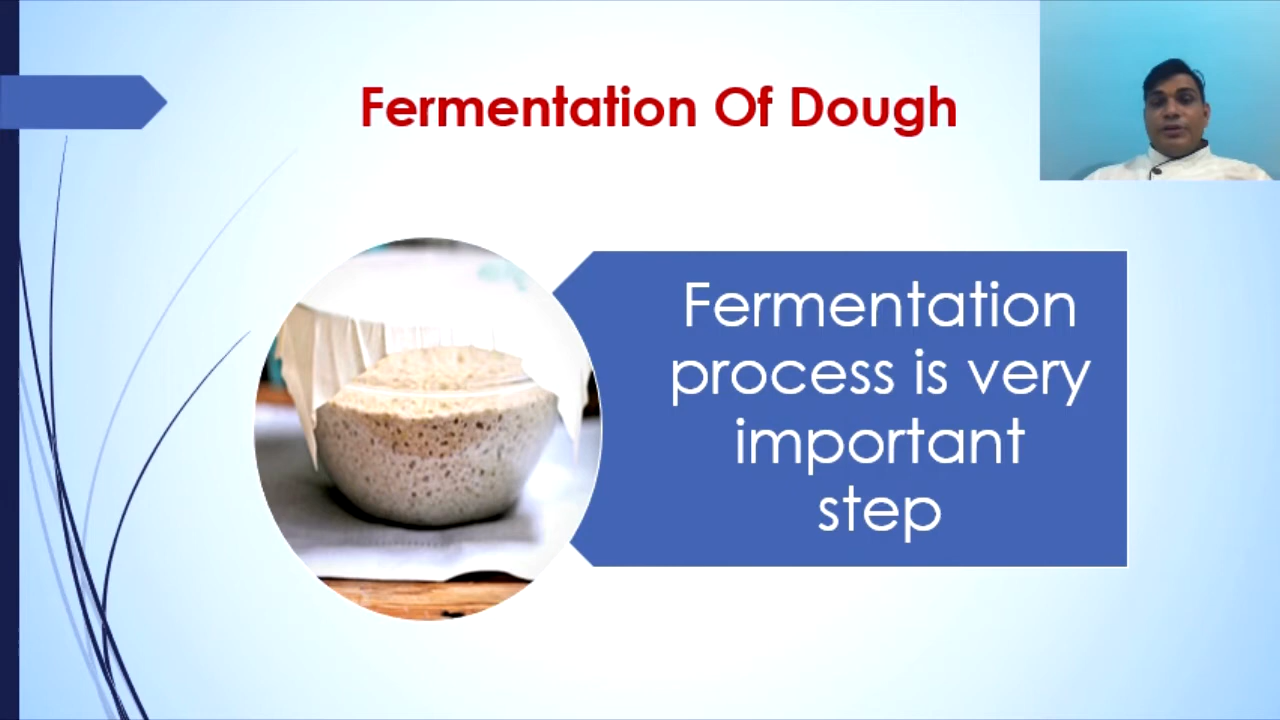 Fermentation Of Dough
Fermentation
process is very
important
step